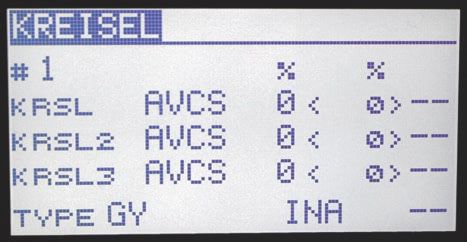 KREISEL
# 1 % %
KRSL AVCS 0 < 0 > --
KRSL2 AVCS 0 < 0 > --
KRSL3 AVCS 0 < 0 > --
TYPE GY INA --